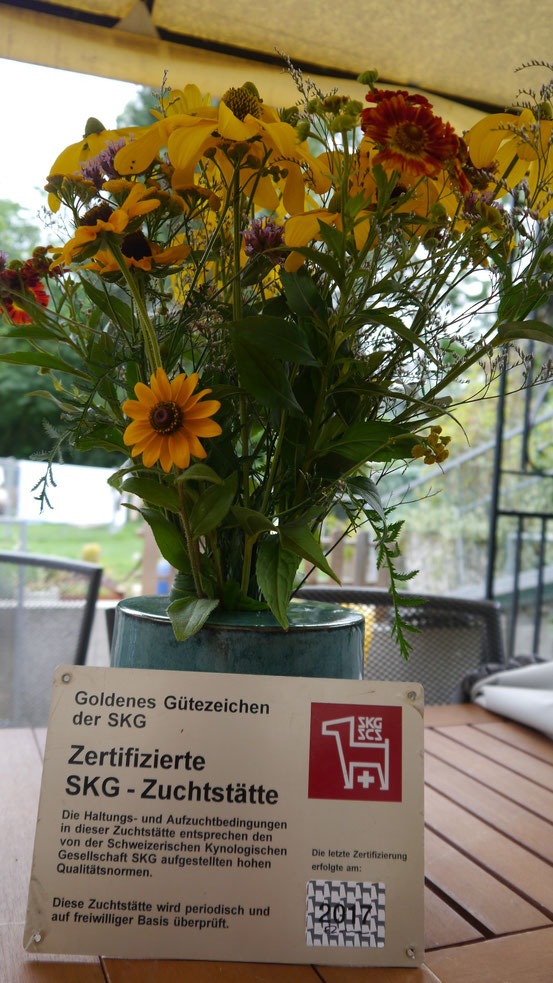 Goldenes Gütezeichen
der SKG
SKG
SCS
Zertifizierte
SKG - Zuchtstätte
Die Haltungs- und Aufzuchtbedingungen
in dieser Zuchtstätte entsprechen den
von der Schweizerischen Kynologischen
Gesellschaft SKG aufgestellten hohen
Qualitätsnormen.
Diese Zuchtstätte wird periodisch und
auf freiwilliger Basis überprüft.
Die letzte Zertifizierung
erfolgte am:
2017